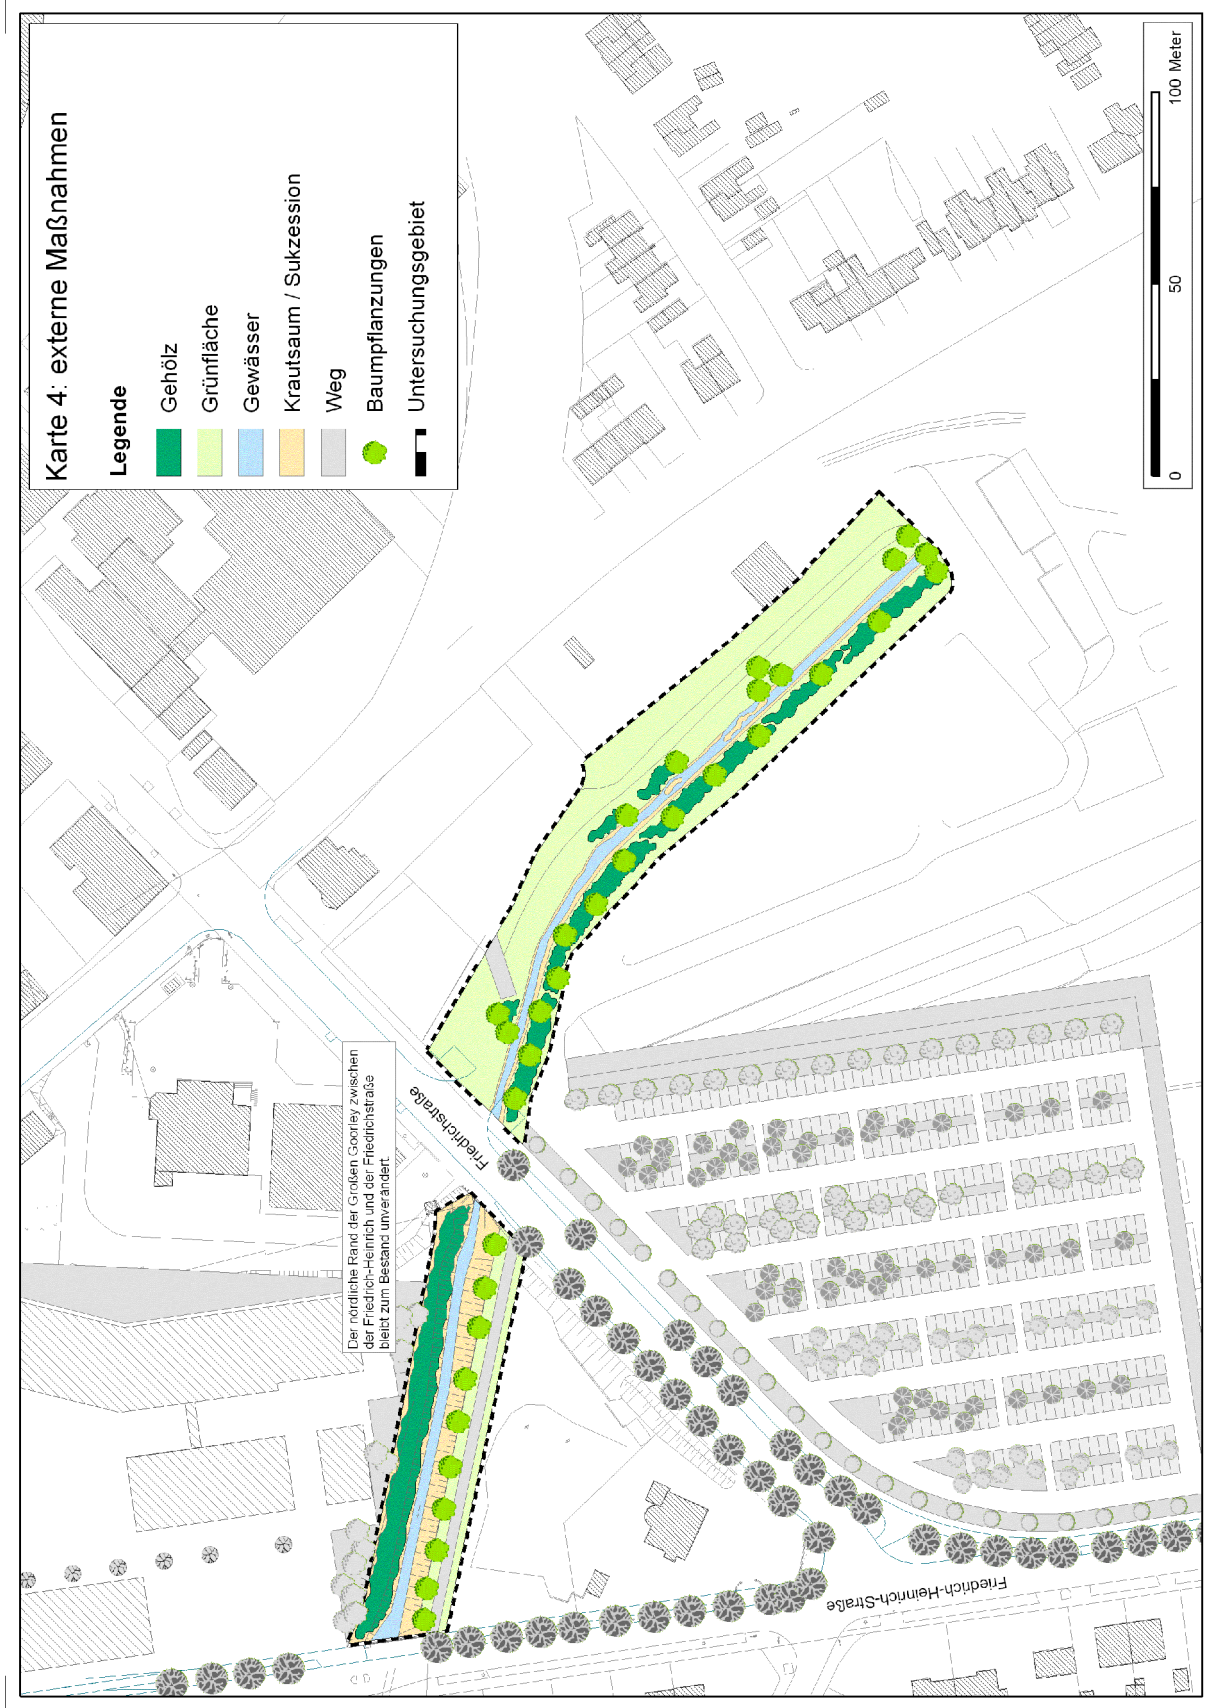 Karte 4: externe Maßnahmen
Legende
Gehölz
Grünfläche
Gewässer
Krautsaum / Sukzession
Weg
Baumpflanzungen
Untersuchungsgebiet
0
50
100 Meter
Der nördliche Rand der Großen Goorley zwischen
der Friedrich-Heinrich und der Friedrichstraße
bleibt zum Bestand unverändert.
Friedrichstraße
Friedrich-Heinrich-Straße